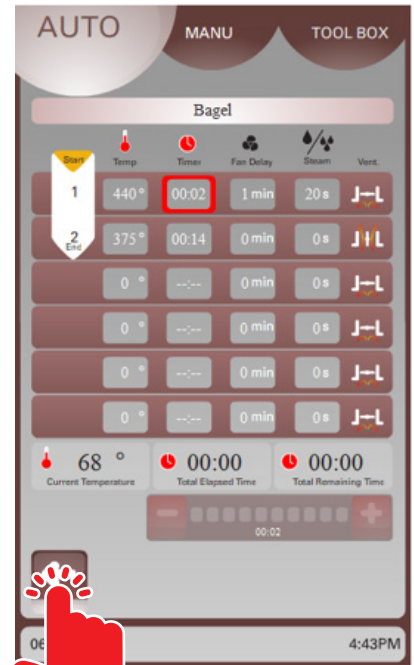 AUTO MANU TOOL BOX
Bagel
Start Temp Timer Fan Delay Steam Vent.
1 440° 00:02 1 min 20 s
2 375° 00:14 0 min 0 s
End
0 ° --:-- 0 min 0 s
0 ° --:-- 0 min 0 s
0 ° --:-- 0 min 0 s
0 ° --:-- 0 min 0 s
68 ° 00:00 00:00
Current Temperature Total Elapsed Time Total Remaining Time
00:02
4:43PM